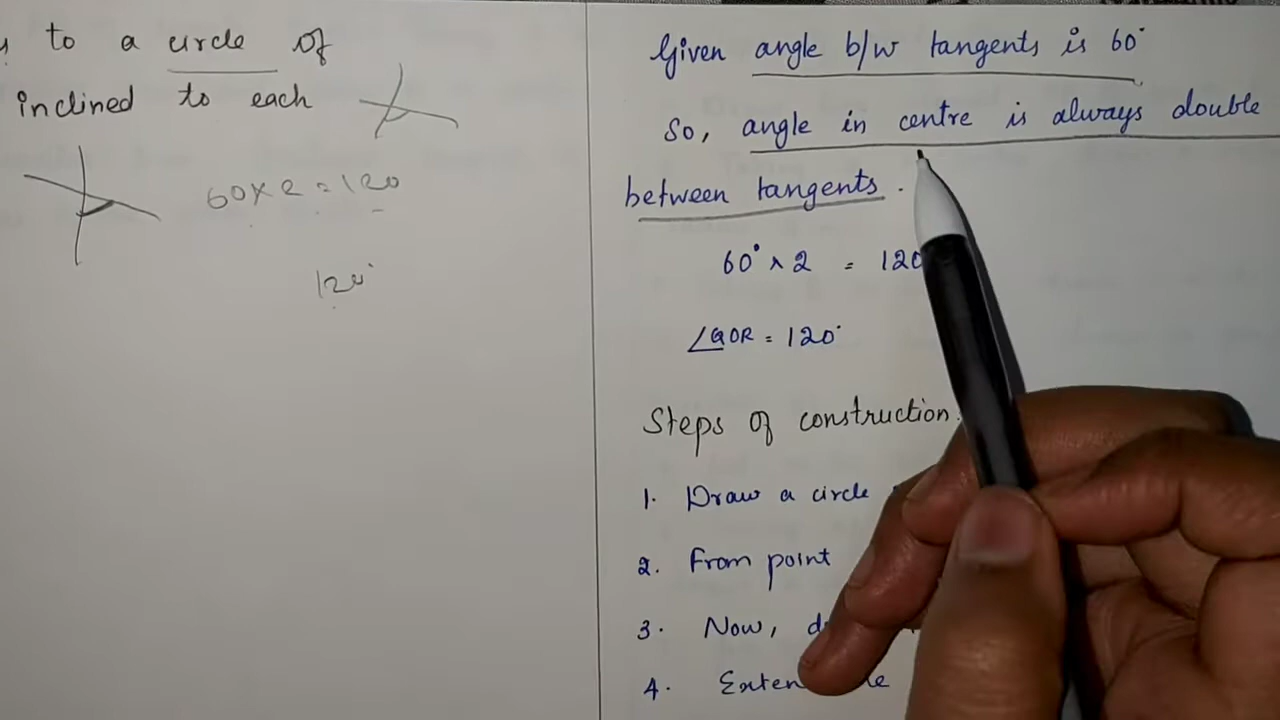 to a circle of
inclined to each
60×2=120
120°
Given angle b/w tangents is 60°
So, angle in centre is always double
between tangents.
60° × 2 = 120
∠QOR = 120°
Steps of construction:
1. Draw a circle
2. From point
3. Now,
4.